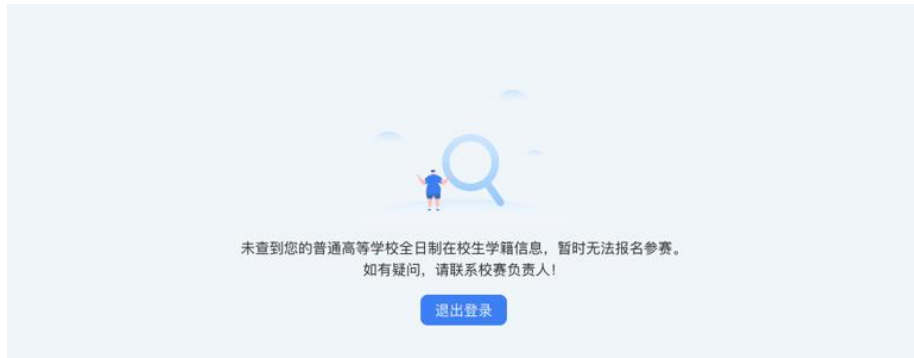 未查到您的普通高等学校全日制在校生学籍信息，暂时无法报名参赛。
如有疑问，请联系校赛负责人！
退出登录